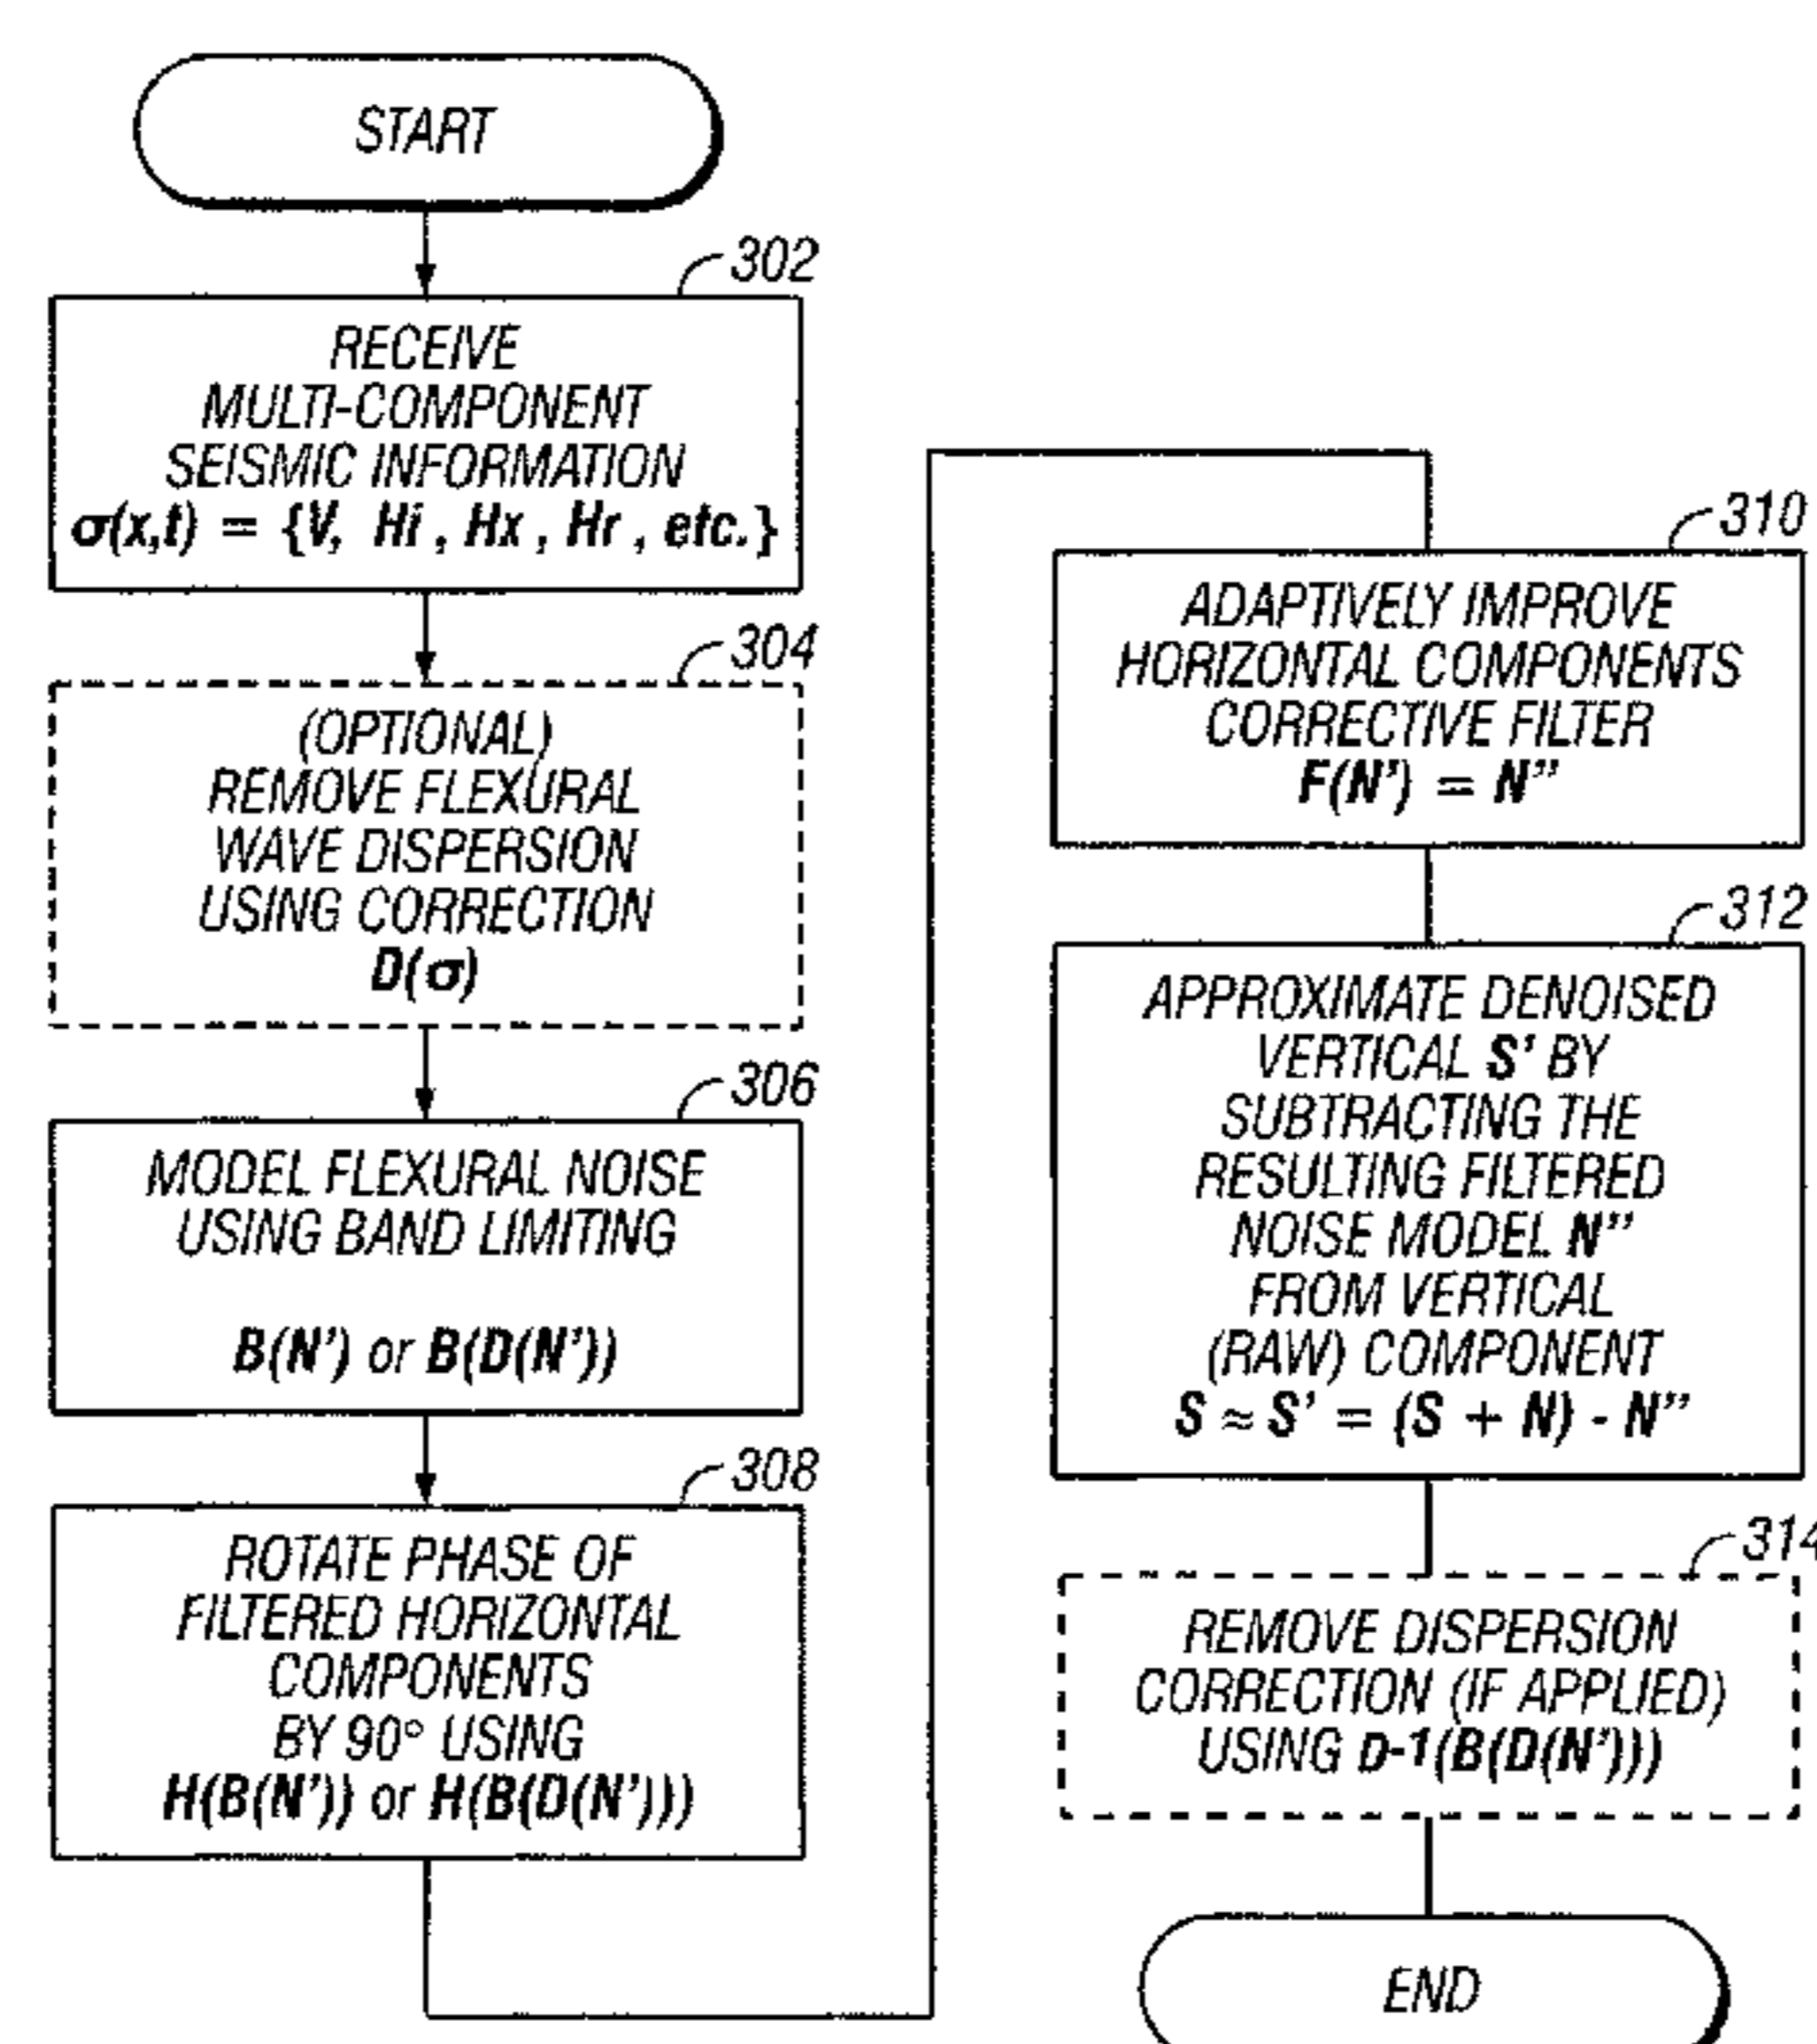 START
302
RECEIVE
MULTI-COMPONENT
SEISMIC INFORMATION
σ(x,t) = {V, Hi , Hx , Hr , etc.}
304
(OPTIONAL)
REMOVE FLEXURAL
WAVE DISPERSION
USING CORRECTION
D(σ)
306
MODEL FLEXURAL NOISE
USING BAND LIMITING
B(N') or B(D(N'))
308
ROTATE PHASE OF
FILTERED HORIZONTAL
COMPONENTS
BY 90° USING
H(B(N')) or H(B(D(N')))
310
ADAPTIVELY IMPROVE
HORIZONTAL COMPONENTS
CORRECTIVE FILTER
F(N') = N''
312
APPROXIMATE DENOISED
VERTICAL S' BY
SUBTRACTING THE
RESULTING FILTERED
NOISE MODEL N''
FROM VERTICAL
(RAW) COMPONENT
S ≈ S' = (S + N) - N''
314
REMOVE DISPERSION
CORRECTION (IF APPLIED)
USING D-1(B(D(N')))
END